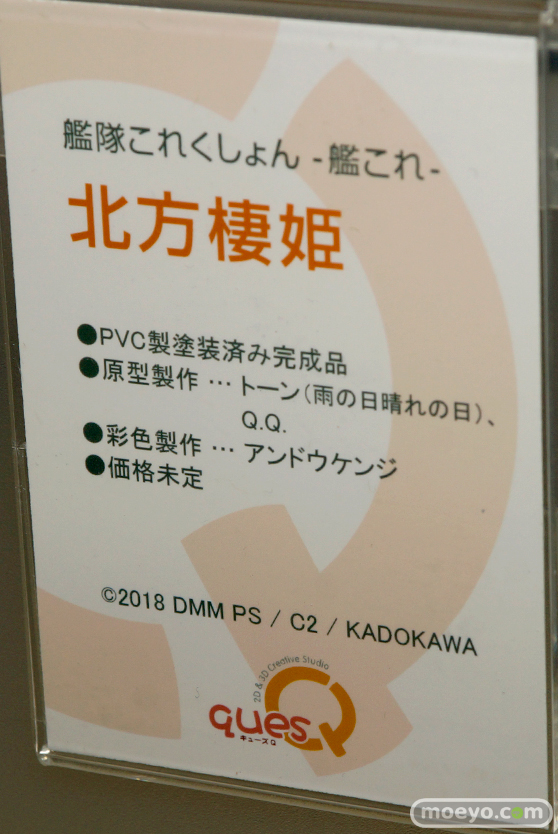 艦隊これくしょん -艦これ-
北方棲姫
●PVC製塗装済み完成品
●原型製作 … トーン(雨の日晴れの日)、
Q.Q.
●彩色製作 … アンドウケンジ
●価格未定
©2018 DMM PS / C2 / KADOKAWA
2D & 3D Creative Studio
quesQ
キューズQ
moeyo.com